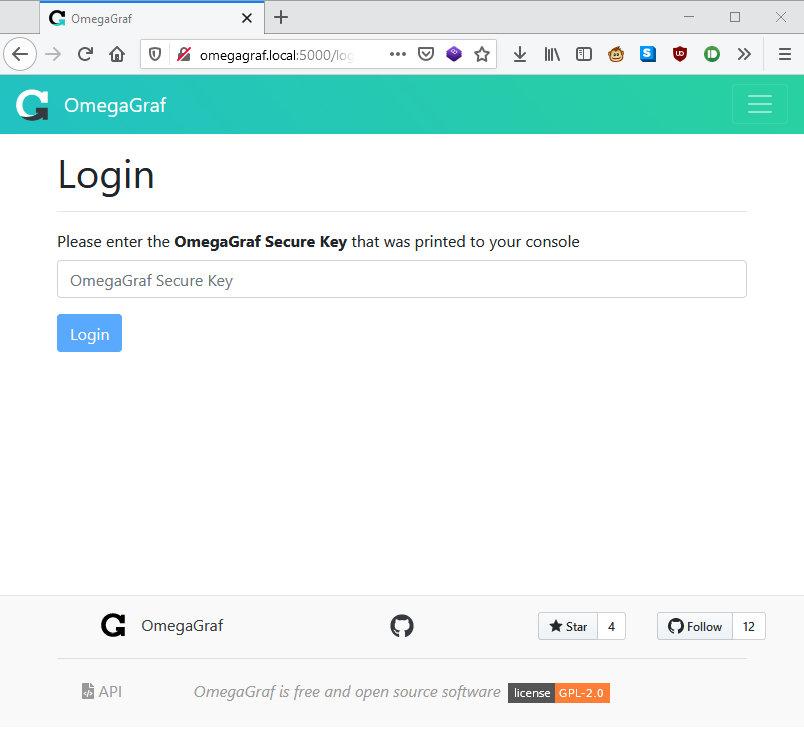 OmegaGraf
omegagraf.local:5000/log
OmegaGraf
Login
Please enter the OmegaGraf Secure Key that was printed to your console
OmegaGraf Secure Key
Login
OmegaGraf
Star 4
Follow 12
API
OmegaGraf is free and open source software
license GPL-2.0